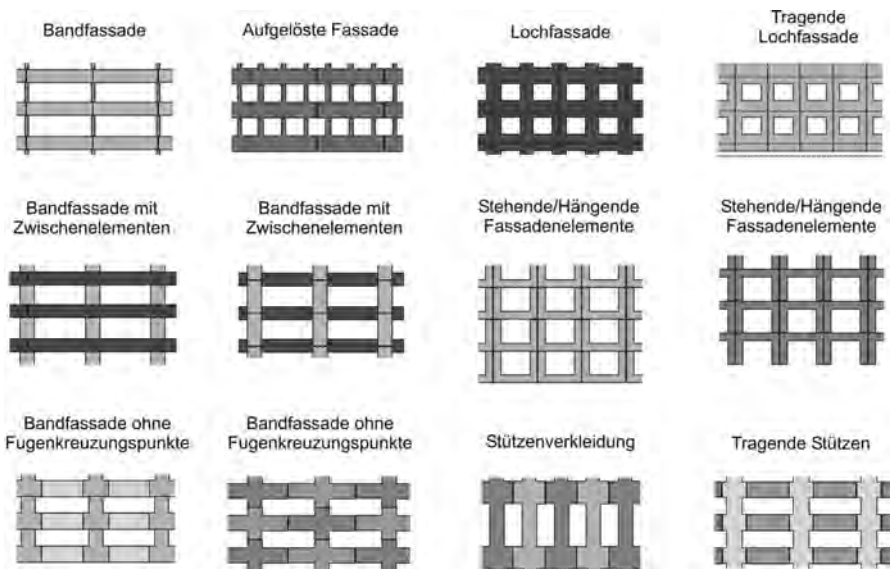 Bandfassade
Aufgelöste Fassade
Lochfassade
Tragende
Lochfassade
Bandfassade mit
Zwischenelementen
Bandfassade mit
Zwischenelementen
Stehende/Hängende
Fassadenelemente
Stehende/Hängende
Fassadenelemente
Bandfassade ohne
Fugenkreuzungspunkte
Bandfassade ohne
Fugenkreuzungspunkte
Stützenverkleidung
Tragende Stützen